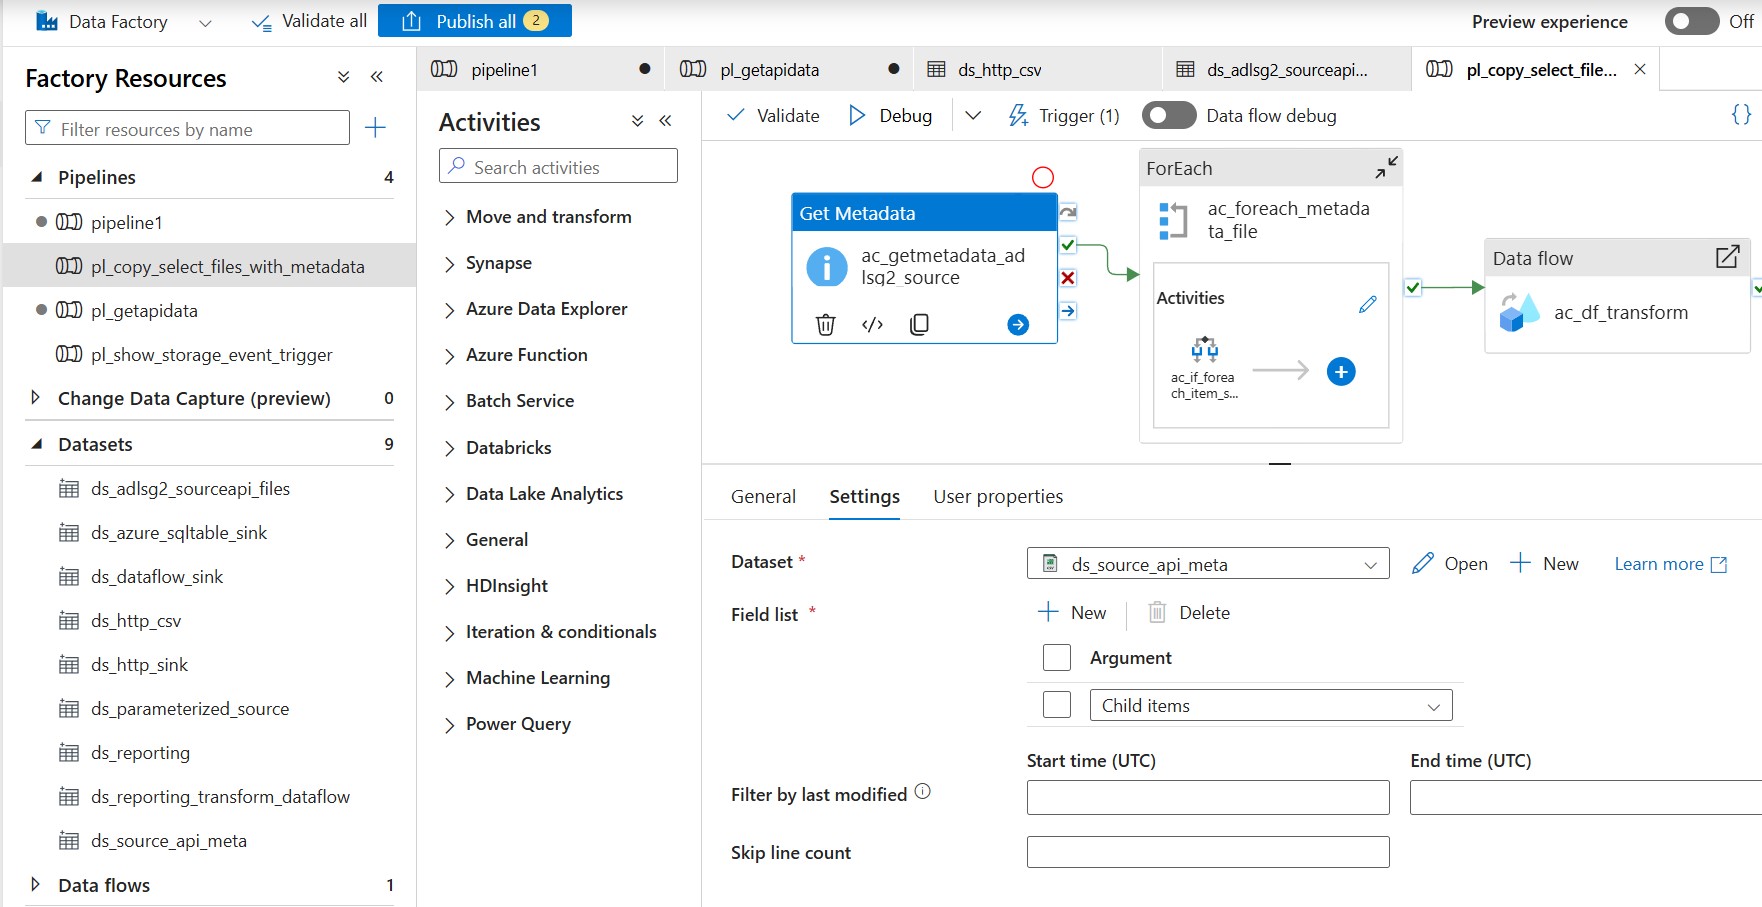 Data Factory
Validate all
Publish all 2
Preview experience
Off
Factory Resources
Filter resources by name
Pipelines 4
pipeline1
pl_copy_select_files_with_metadata
pl_getapidata
pl_show_storage_event_trigger
Change Data Capture (preview) 0
Datasets 9
ds_adlsg2_sourceapi_files
ds_azure_sqltable_sink
ds_dataflow_sink
ds_http_csv
ds_http_sink
ds_parameterized_source
ds_reporting
ds_reporting_transform_dataflow
ds_source_api_meta
Data flows 1
pipeline1
pl_getapidata
ds_http_csv
ds_adlsg2_sourceapi...
pl_copy_select_file...
Activities
Search activities
Move and transform
Synapse
Azure Data Explorer
Azure Function
Batch Service
Databricks
Data Lake Analytics
General
HDInsight
Iteration & conditionals
Machine Learning
Power Query
Validate
Debug
Trigger (1)
Data flow debug
{}
Get Metadata
ac_getmetadata_ad
lsg2_source
</>
ForEach
ac_foreach_metada
ta_file
Activities
ac_if_forea
ch_item_s...
Data flow
ac_df_transform
General
Settings
User properties
Dataset *
ds_source_api_meta
Open
New
Learn more
Field list *
New
Delete
Argument
Child items
Start time (UTC)
End time (UTC)
Filter by last modified
Skip line count